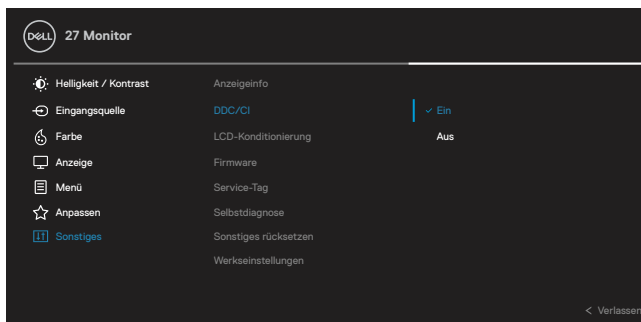 DELL 27 Monitor
Helligkeit / Kontrast Anzeigeinfo
Eingangsquelle DDC/CI Ein
Farbe LCD-Konditionierung Aus
Anzeige Firmware
Menü Service-Tag
Anpassen Selbstdiagnose
Sonstiges Sonstiges rücksetzen
Werkseinstellungen
< Verlassen